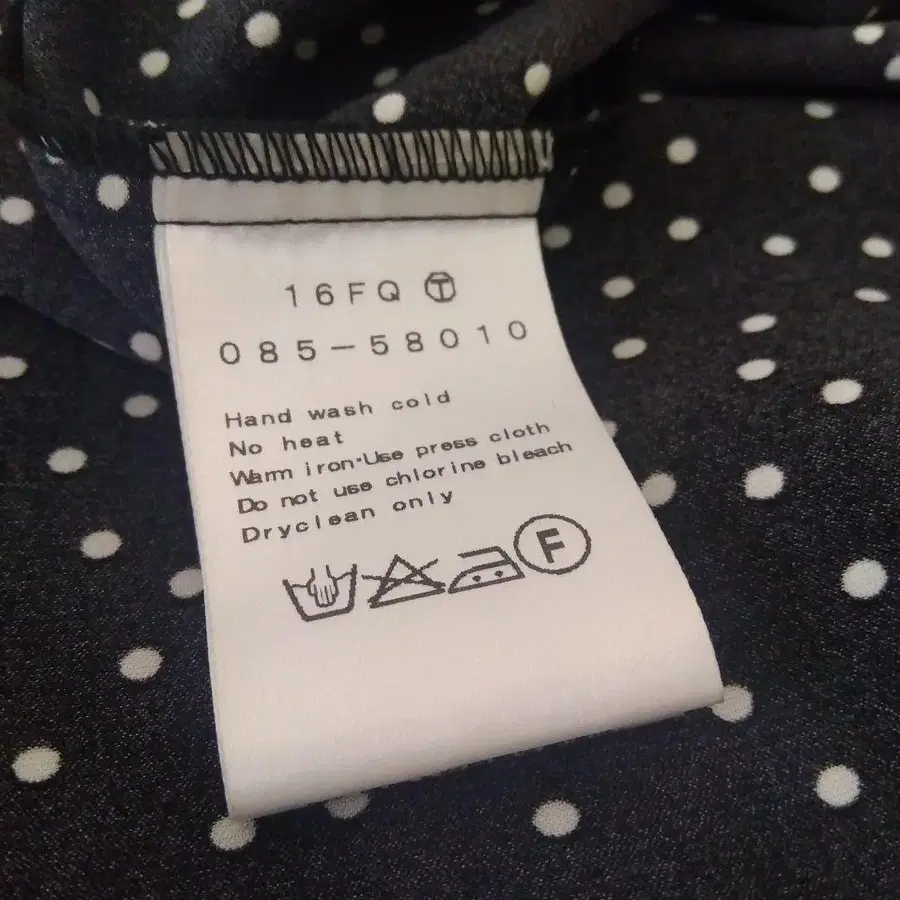 16FQ Ⓣ
085-58010
Hand wash cold
No heat
Warm iron·Use press cloth
Do not use chlorine bleach
Dryclean only
F